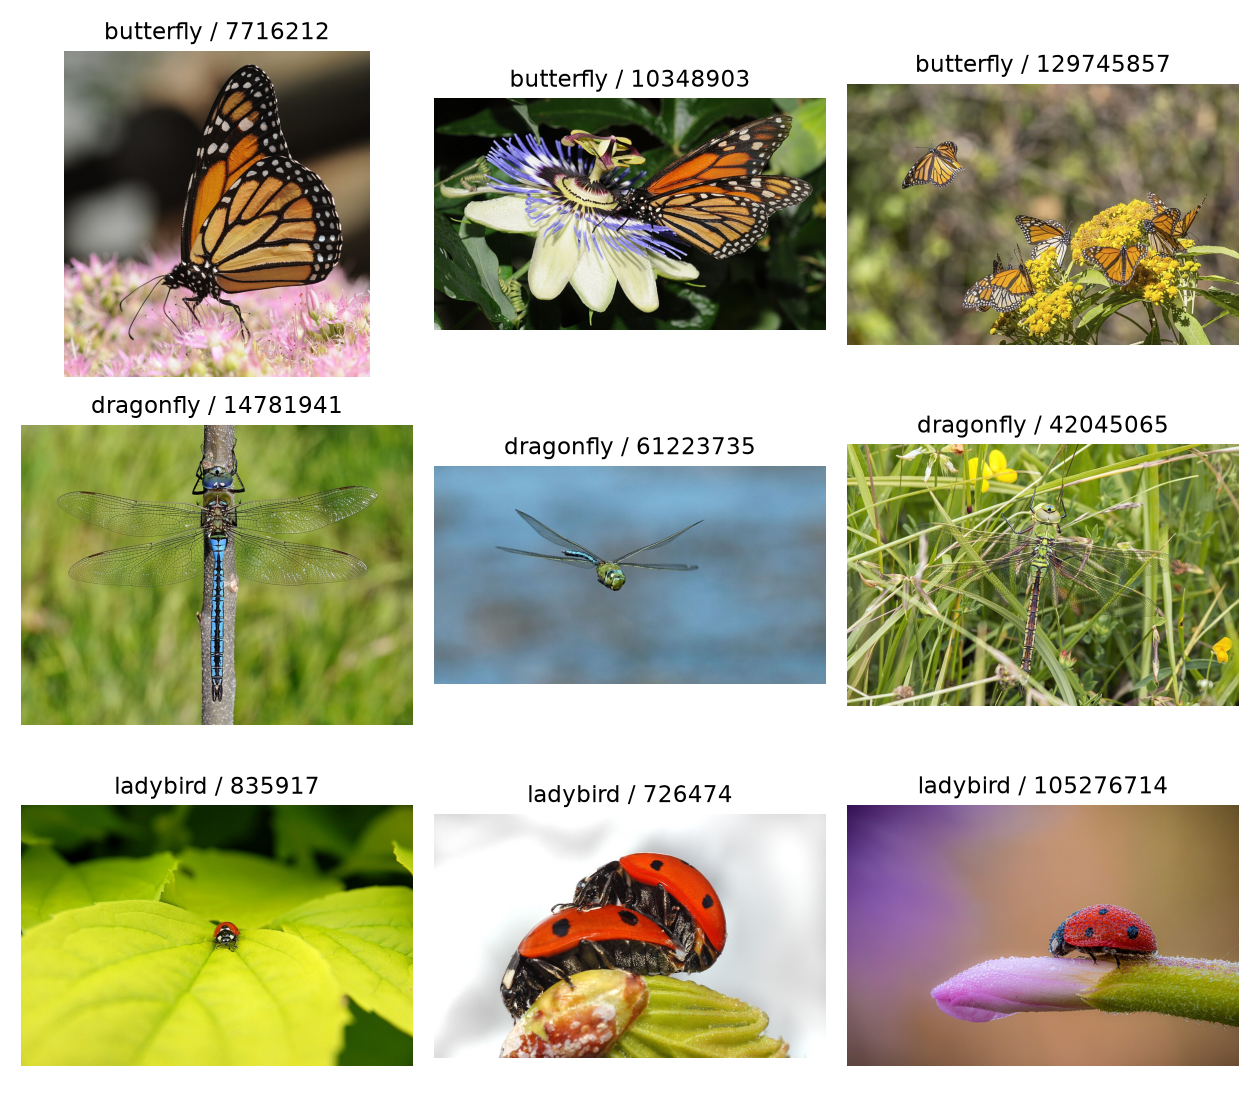 butterfly / 7716212
butterfly / 10348903
butterfly / 129745857
dragonfly / 14781941
dragonfly / 61223735
dragonfly / 42045065
ladybird / 835917
ladybird / 726474
ladybird / 105276714